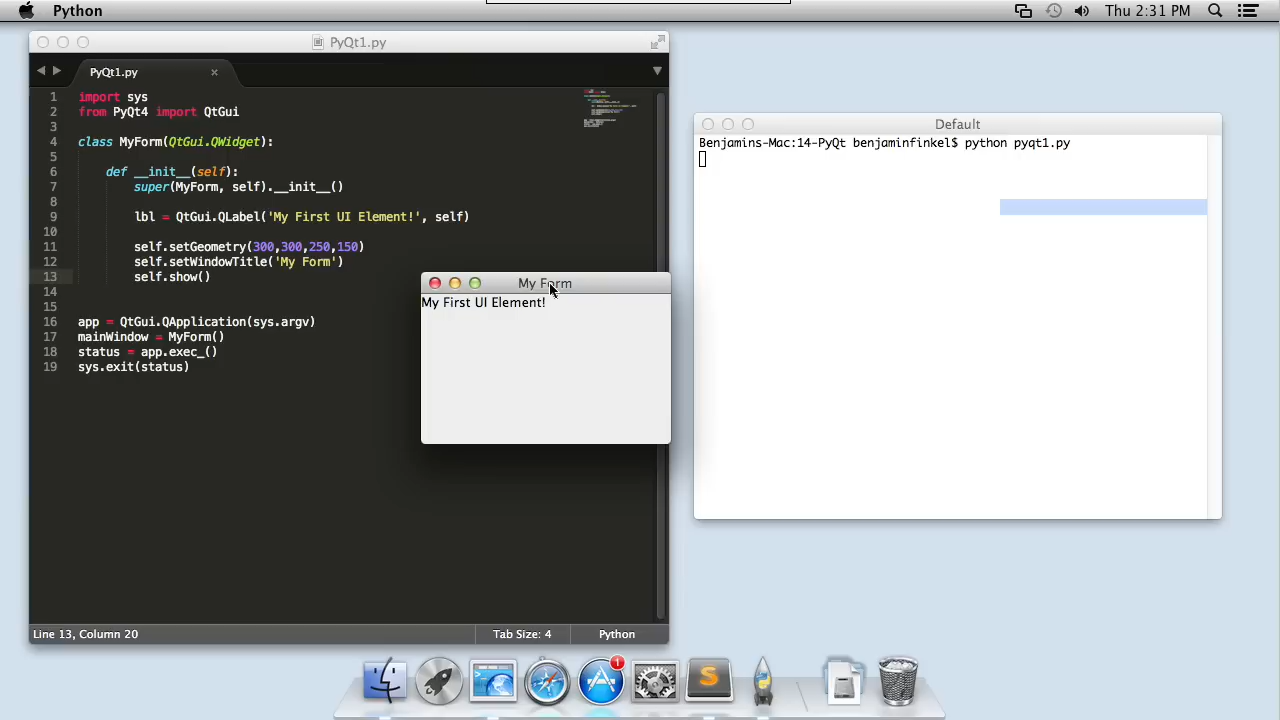 Python
Thu 2:31 PM
PyQt1.py
PyQt1.py
1 import sys
2 from PyQt4 import QtGui
3
4 class MyForm(QtGui.QWidget):
5
6 def __init__(self):
7 super(MyForm, self).__init__()
8
9 lbl = QtGui.QLabel('My First UI Element!', self)
10
11 self.setGeometry(300,300,250,150)
12 self.setWindowTitle('My Form')
13 self.show()
14
15
16 app = QtGui.QApplication(sys.argv)
17 mainWindow = MyForm()
18 status = app.exec_()
19 sys.exit(status)
My Form
My First UI Element!
Line 13, Column 20
Tab Size: 4
Python
Default
Benjamins-Mac:14-PyQt benjaminfinkel$ python pyqt1.py
1